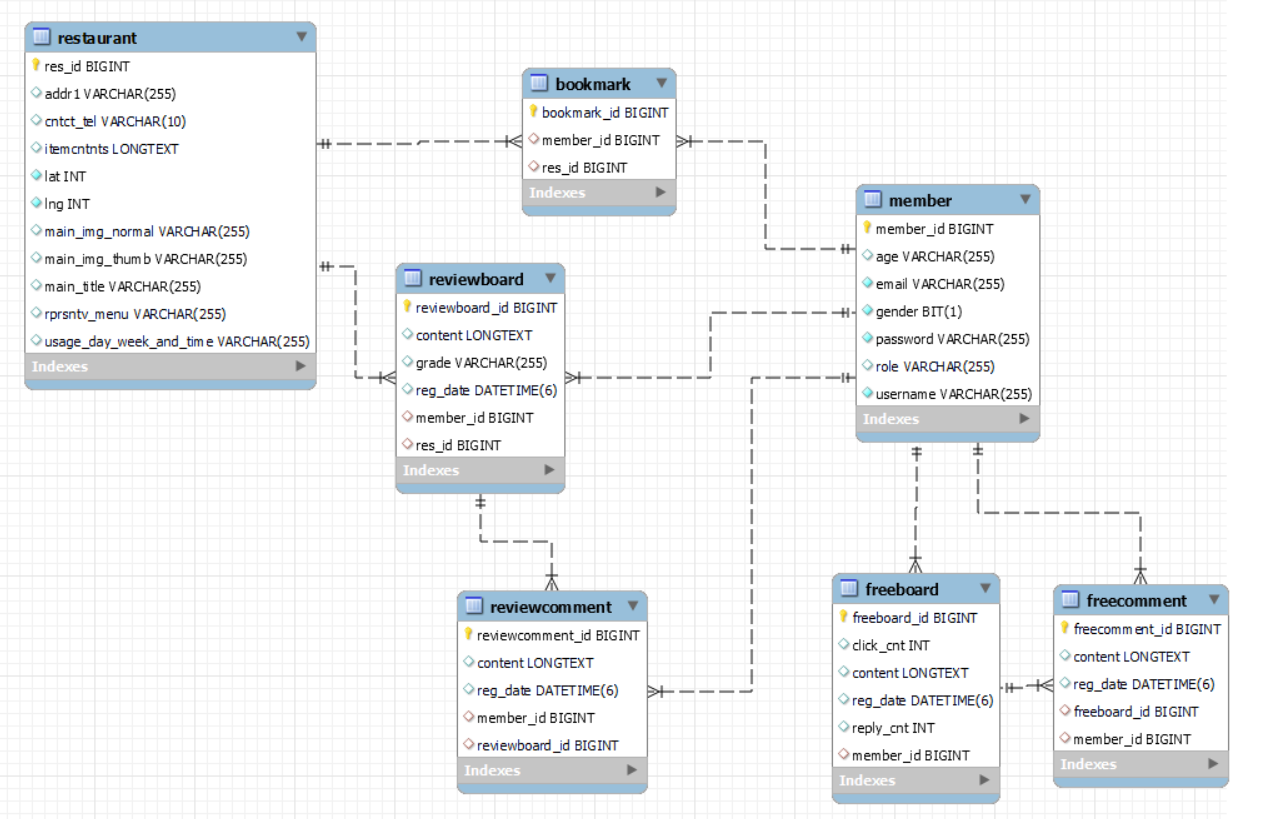 restaurant
res_id BIGINT
addr1 VARCHAR(255)
cntct_tel VARCHAR(10)
itemcntnts LONGTEXT
lat INT
lng INT
main_img_normal VARCHAR(255)
main_img_thumb VARCHAR(255)
main_title VARCHAR(255)
rprsntv_menu VARCHAR(255)
usage_day_week_and_time VARCHAR(255)
Indexes
bookmark
bookmark_id BIGINT
member_id BIGINT
res_id BIGINT
Indexes
member
member_id BIGINT
age VARCHAR(255)
email VARCHAR(255)
gender BIT(1)
password VARCHAR(255)
role VARCHAR(255)
username VARCHAR(255)
Indexes
reviewboard
reviewboard_id BIGINT
content LONGTEXT
grade VARCHAR(255)
reg_date DATETIME(6)
member_id BIGINT
res_id BIGINT
Indexes
reviewcomment
reviewcomment_id BIGINT
content LONGTEXT
reg_date DATETIME(6)
member_id BIGINT
reviewboard_id BIGINT
Indexes
freeboard
freeboard_id BIGINT
click_cnt INT
content LONGTEXT
reg_date DATETIME(6)
reply_cnt INT
member_id BIGINT
Indexes
freecomment
freecomment_id BIGINT
content LONGTEXT
reg_date DATETIME(6)
freeboard_id BIGINT
member_id BIGINT
Indexes